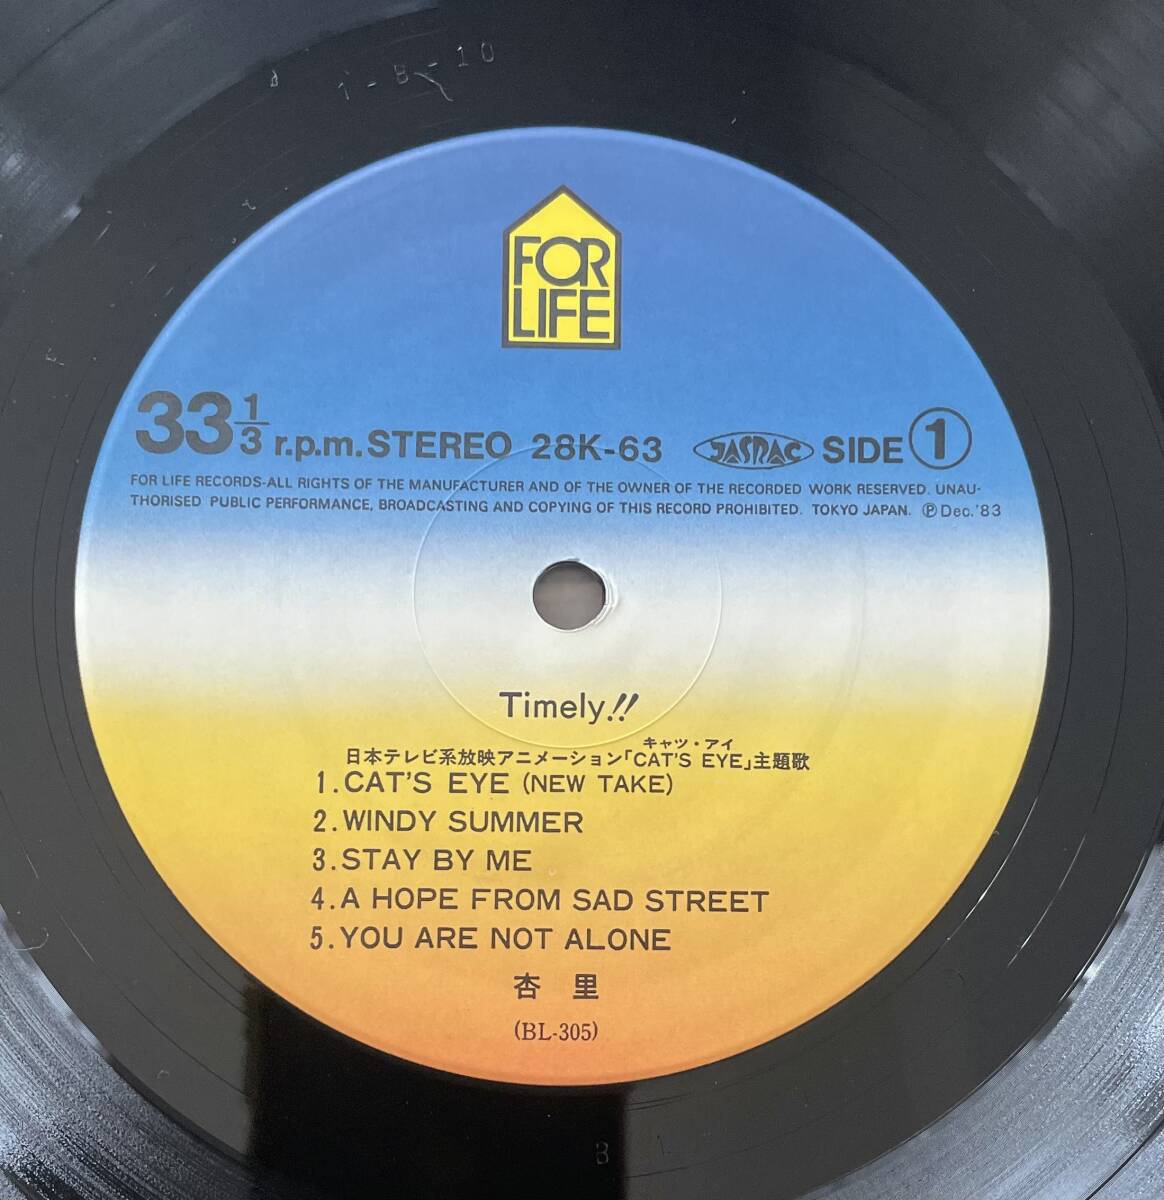 1-B-10
FOR
LIFE
33 1/3 r.p.m. STEREO 28K-63 JASRAC SIDE 1
FOR LIFE RECORDS-ALL RIGHTS OF THE MANUFACTURER AND OF THE OWNER OF THE RECORDED WORK RESERVED. UNAU-
THORISED PUBLIC PERFORMANCE, BROADCASTING AND COPYING OF THIS RECORD PROHIBITED. TOKYO JAPAN. ℗ Dec.'83
Timely!!
キャッツ・アイ
日本テレビ系放映アニメーション「CAT'S EYE」主題歌
1. CAT'S EYE (NEW TAKE)
2. WINDY SUMMER
3. STAY BY ME
4. A HOPE FROM SAD STREET
5. YOU ARE NOT ALONE
杏 里
(BL-305)
B